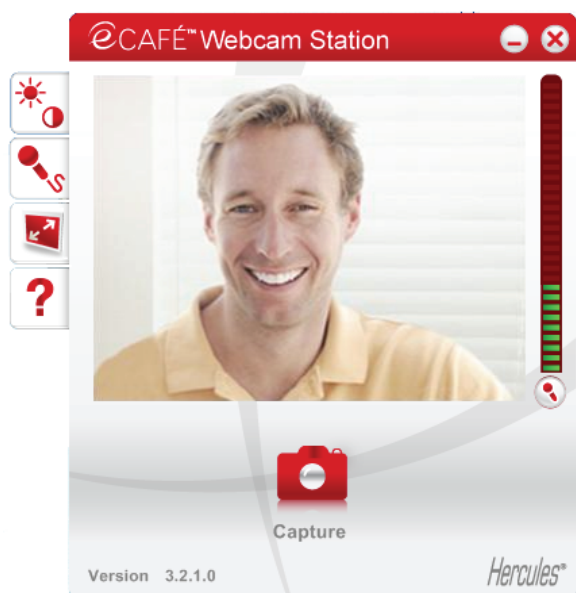 eCAFÉ™ Webcam Station
?
Capture
Version 3.2.1.0
Hercules®